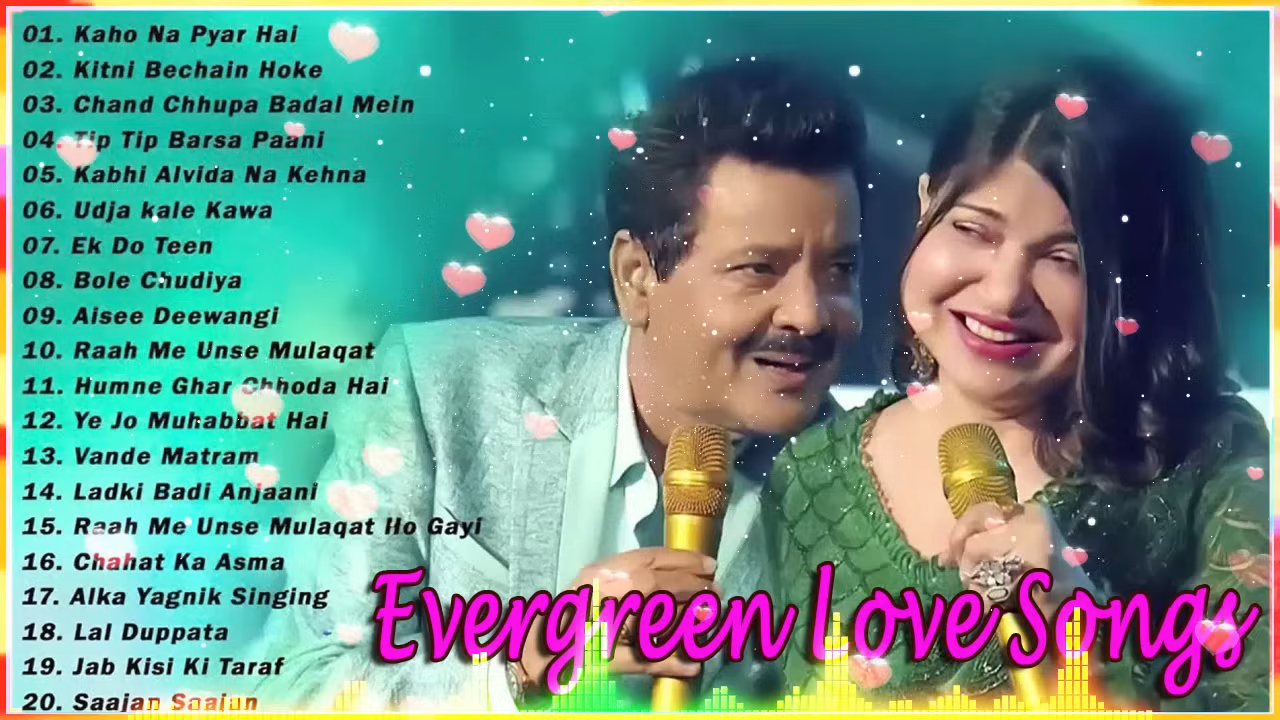 01. Kaho Na Pyar Hai
02. Kitni Bechain Hoke
03. Chand Chhupa Badal Mein
04. Tip Tip Barsa Paani
05. Kabhi Alvida Na Kehna
06. Udja kale Kawa
07. Ek Do Teen
08. Bole Chudiya
09. Aisee Deewangi
10. Raah Me Unse Mulaqat
11. Humne Ghar Chhoda Hai
12. Ye Jo Muhabbat Hai
13. Vande Matram
14. Ladki Badi Anjaani
15. Raah Me Unse Mulaqat Ho Gayi
16. Chahat Ka Asma
17. Alka Yagnik Singing
18. Lal Duppata
19. Jab Kisi Ki Taraf
20. Saajan Saajan
Evergreen Love Songs